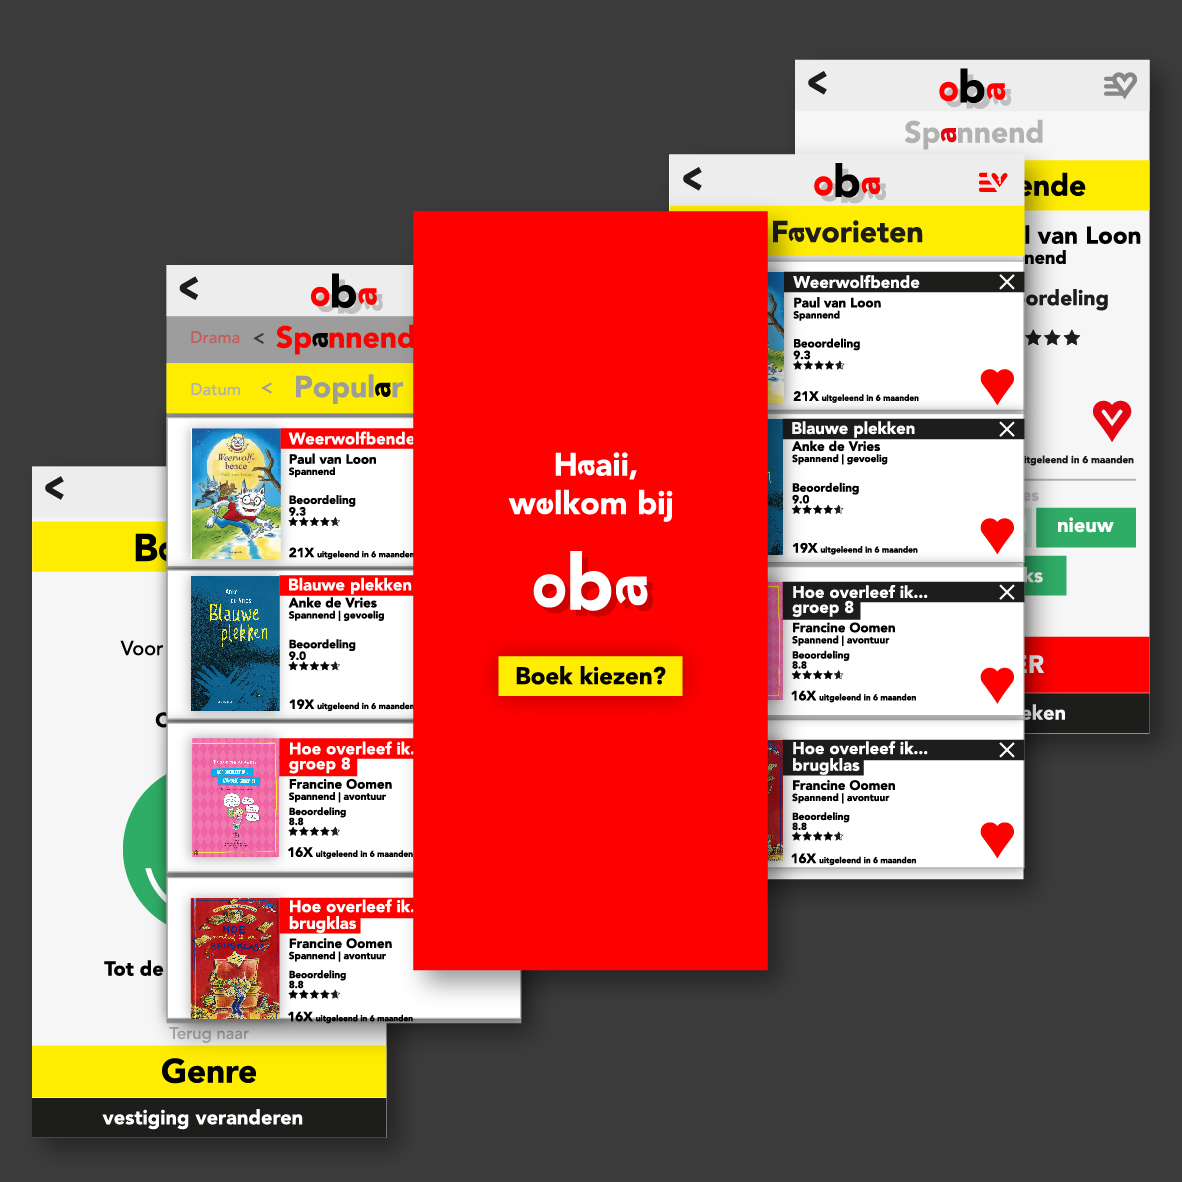 <
Bo
Voor
Tot de
Terug naar
Genre
vestiging veranderen
<
oba
Drama < Spannend
Datum < Popular
Weerwolfbende
Paul van Loon
Spannend
Beoordeling
9.3
21X uitgeleend in 6 maanden
Blauwe plekken
Anke de Vries
Spannend | gevoelig
Beoordeling
9.0
19X uitgeleend in 6 maanden
Anke
de Vries
Blauwe
plekken
Hoe overleef ik.
groep 8
Francine Oomen
Spannend | avontuur
Beoordeling
8.8
16X uitgeleend in 6 maanden
Hoe overleef ik.
brugklas
Francine Oomen
Spannend | avontuur
Beoordeling
8.8
16X uitgeleend in 6 maanden
Haaii,
welkom bij
oba
Boek kiezen?
<
oba
Favorieten
Weerwolfbende
Paul van Loon
Spannend
Beoordeling
9.3
21X uitgeleend in 6 maanden
Blauwe plekken
Anke de Vries
Spannend | gevoelig
Beoordeling
9.0
19X uitgeleend in 6 maanden
Hoe overleef ik...
groep 8
Francine Oomen
Spannend | avontuur
Beoordeling
8.8
16X uitgeleend in 6 maanden
Hoe overleef ik...
brugklas
Francine Oomen
Spannend | avontuur
Beoordeling
8.8
16X uitgeleend in 6 maanden
<
oba
Spannend
ende
l van Loon
nend
ordeling
itgeleend in 6 maanden
es
nieuw
ks
ER
eken